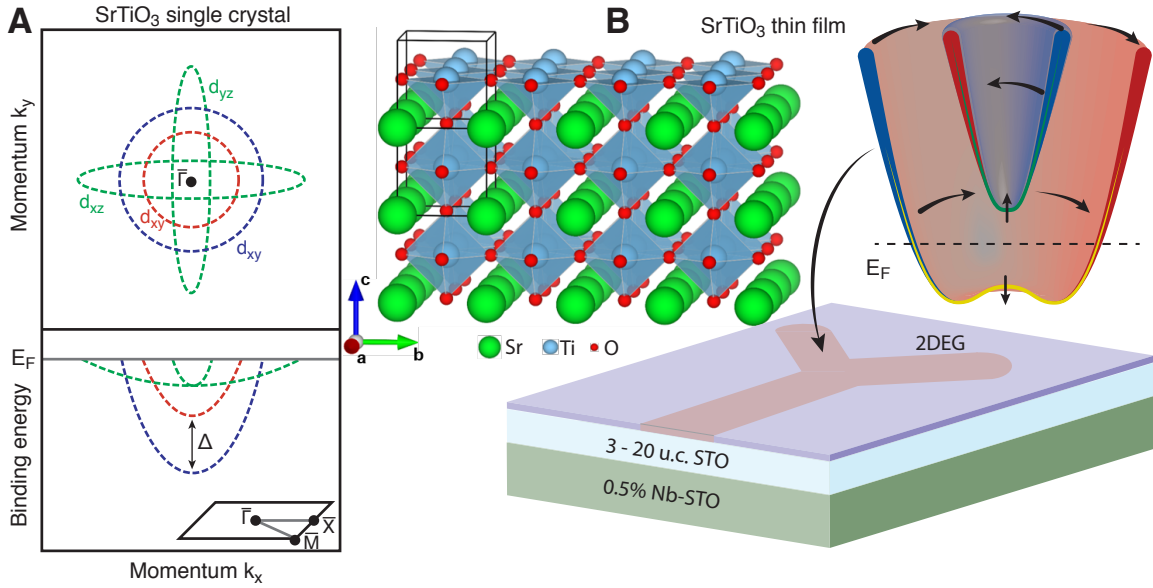 A
SrTiO3 single crystal
Momentum ky
dyz
Γ̅
dxz
dxy
dxy
EF
Binding energy
Δ
Γ̅
X̅
M̅
Momentum kx
c
a
b
Sr
Ti
O
B
SrTiO3 thin film
EF
2DEG
3 - 20 u.c. STO
0.5% Nb-STO